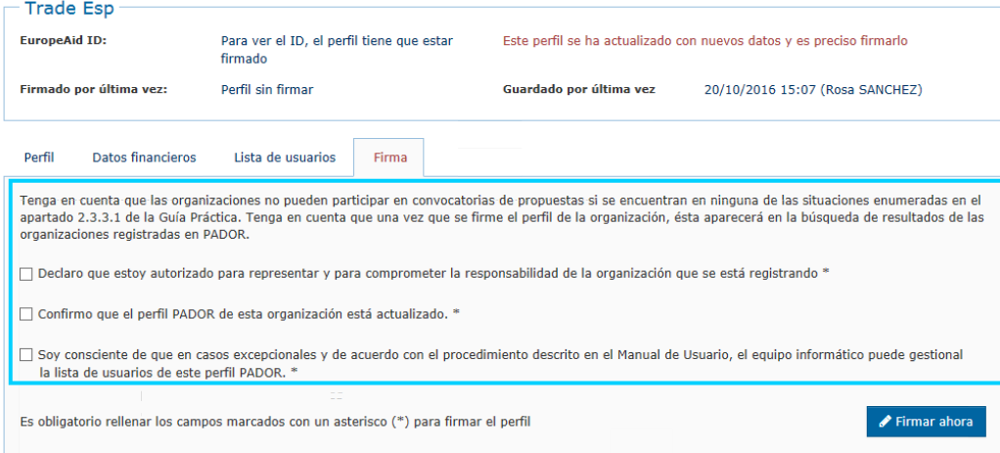 Trade Esp
EuropeAid ID:
Para ver el ID, el perfil tiene que estar
firmado
Este perfil se ha actualizado con nuevos datos y es preciso firmarlo
Firmado por última vez:
Perfil sin firmar
Guardado por última vez
20/10/2016 15:07 (Rosa SANCHEZ)
Perfil
Datos financieros
Lista de usuarios
Firma
Tenga en cuenta que las organizaciones no pueden participar en convocatorias de propuestas si se encuentran en ninguna de las situaciones enumeradas en el
apartado 2.3.3.1 de la Guía Práctica. Tenga en cuenta que una vez que se firme el perfil de la organización, ésta aparecerá en la búsqueda de resultados de las
organizaciones registradas en PADOR.
Declaro que estoy autorizado para representar y para comprometer la responsabilidad de la organización que se está registrando *
Confirmo que el perfil PADOR de esta organización está actualizado. *
Soy consciente de que en casos excepcionales y de acuerdo con el procedimiento descrito en el Manual de Usuario, el equipo informático puede gestional
la lista de usuarios de este perfil PADOR. *
Es obligatorio rellenar los campos marcados con un asterisco (*) para firmar el perfil
Firmar ahora